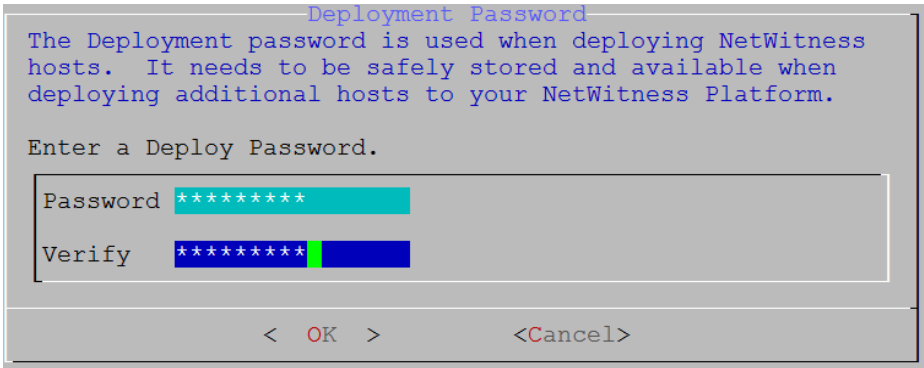 Deployment Password
The Deployment password is used when deploying NetWitness
hosts.  It needs to be safely stored and available when
deploying additional hosts to your NetWitness Platform.
Enter a Deploy Password.
Password *********
Verify *********
<  OK  > <Cancel>